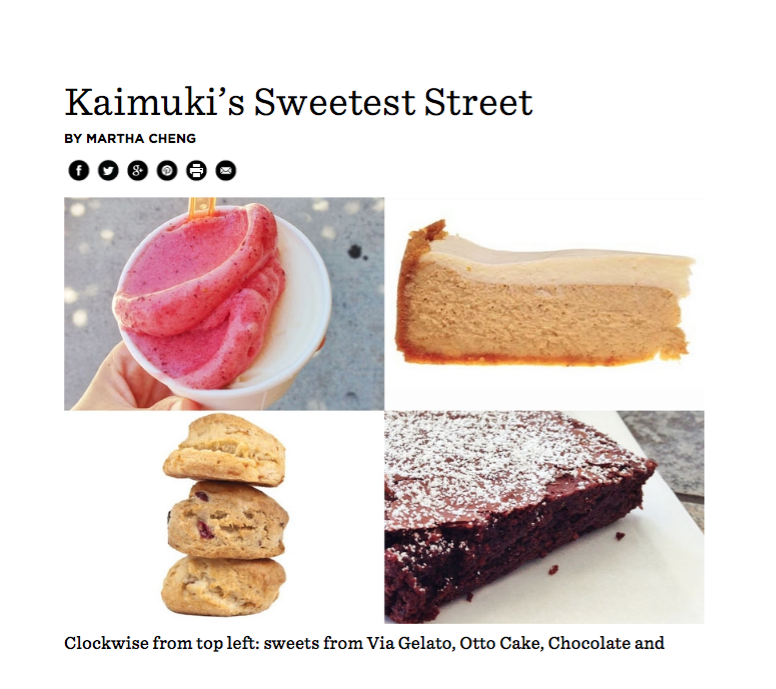 Kaimuki’s Sweetest Street
BY MARTHA CHENG
Clockwise from top left: sweets from Via Gelato, Otto Cake, Chocolate and